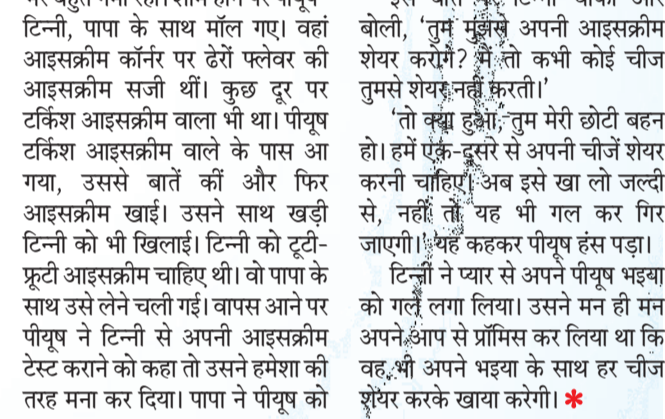 टिन्नी, पापा के साथ मॉल गए। वहां
आइसक्रीम कॉर्नर पर ढेरों फ्लेवर की
आइसक्रीम सजी थीं। कुछ दूर पर
टर्किश आइसक्रीम वाला भी था। पीयूष
टर्किश आइसक्रीम वाले के पास आ
गया, उससे बातें कीं और फिर
आइसक्रीम खाई। उसने साथ खड़ी
टिन्नी को भी खिलाई। टिन्नी को टूटी-
फ्रूटी आइसक्रीम चाहिए थी। वो पापा के
साथ उसे लेने चली गई। वापस आने पर
पीयूष ने टिन्नी से अपनी आइसक्रीम
टेस्ट कराने को कहा तो उसने हमेशा की
तरह मना कर दिया। पापा ने पीयूष को
बोली, ‘तुम मुझसे अपनी आइसक्रीम
शेयर करोगे? मैं तो कभी कोई चीज
तुमसे शेयर नहीं करती।’
‘तो क्या हुआ, तुम मेरी छोटी बहन
हो। हमें एक-दूसरे से अपनी चीजें शेयर
करनी चाहिए। अब इसे खा लो जल्दी
से, नहीं तो यह भी गल कर गिर
जाएगी।’ यह कहकर पीयूष हंस पड़ा।
टिन्नी ने प्यार से अपने पीयूष भइया
को गले लगा लिया। उसने मन ही मन
अपने आप से प्रॉमिस कर लिया था कि
वह भी अपने भइया के साथ हर चीज
शेयर करके खाया करेगी। *